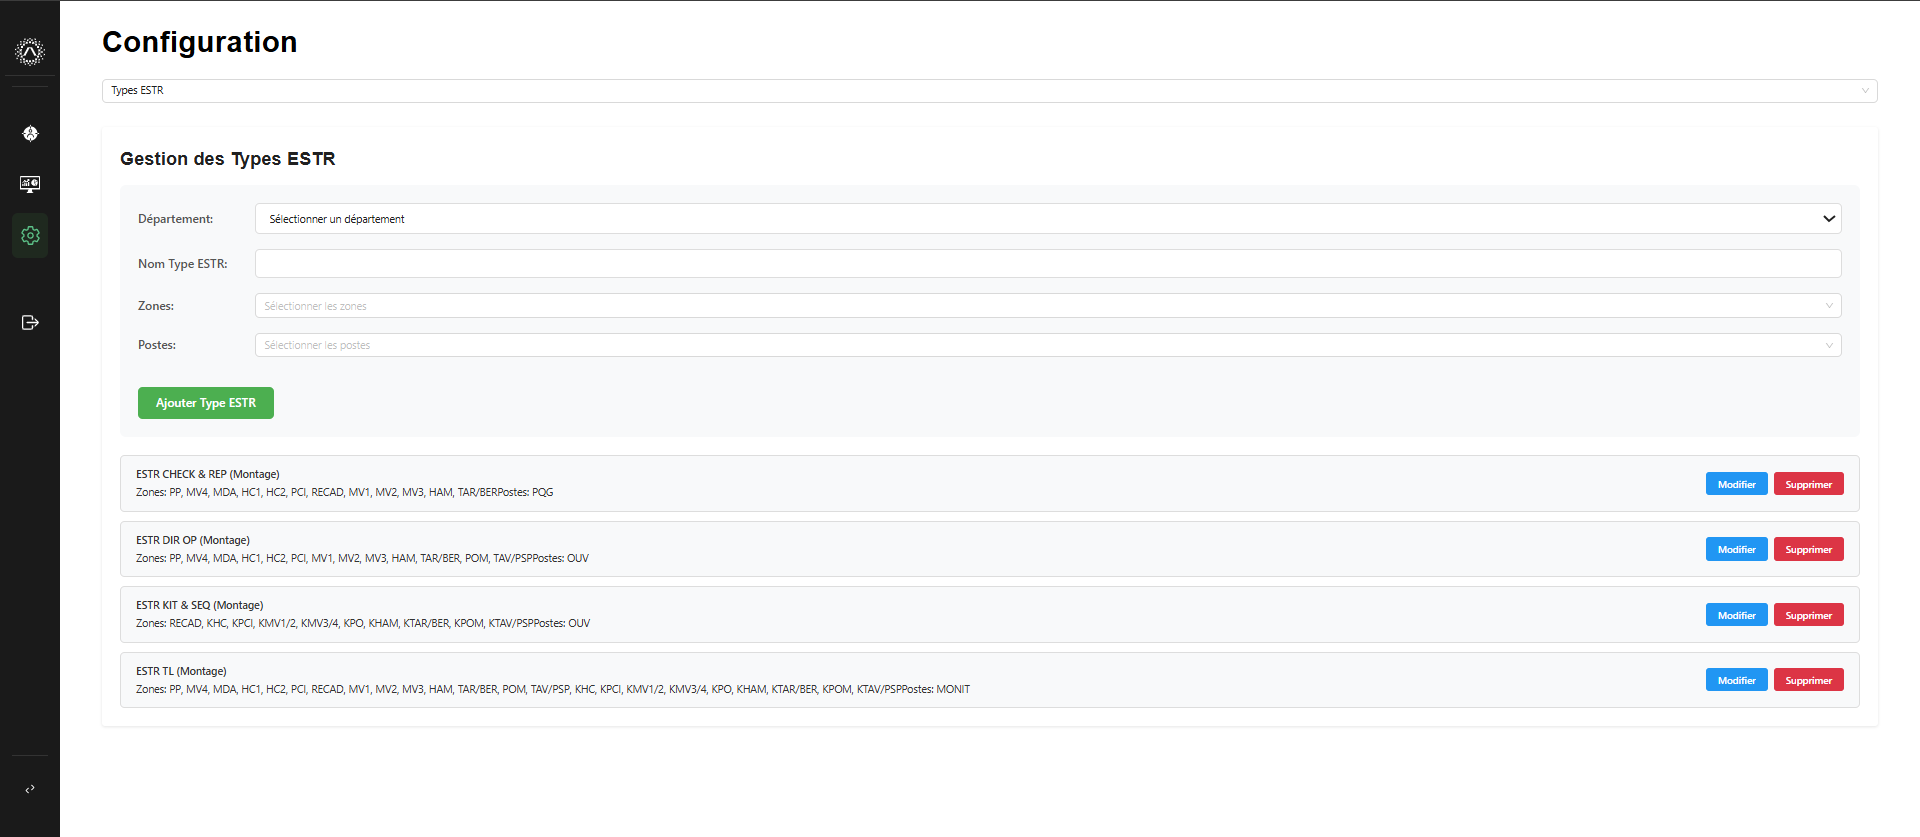 Configuration
Types ESTR
Gestion des Types ESTR
Département:
Sélectionner un département
Nom Type ESTR:
Zones:
Sélectionner les zones
Postes:
Sélectionner les postes
Ajouter Type ESTR
ESTR CHECK & REP (Montage)
Zones: PP, MV4, MDA, HC1, HC2, PCI, RECAD, MV1, MV2, MV3, HAM, TAR/BERPostes: PQG
Modifier
Supprimer
ESTR DIR OP (Montage)
Zones: PP, MV4, MDA, HC1, HC2, PCI, MV1, MV2, MV3, HAM, TAR/BER, POM, TAV/PSPPostes: OUV
Modifier
Supprimer
ESTR KIT & SEQ (Montage)
Zones: RECAD, KHC, KPCI, KMV1/2, KMV3/4, KPO, KHAM, KTAR/BER, KPOM, KTAV/PSPPostes: OUV
Modifier
Supprimer
ESTR TL (Montage)
Zones: PP, MV4, MDA, HC1, HC2, PCI, RECAD, MV1, MV2, MV3, HAM, TAR/BER, POM, TAV/PSP, KHC, KPCI, KMV1/2, KMV3/4, KPO, KHAM, KTAR/BER, KPOM, KTAV/PSPPostes: MONIT
Modifier
Supprimer